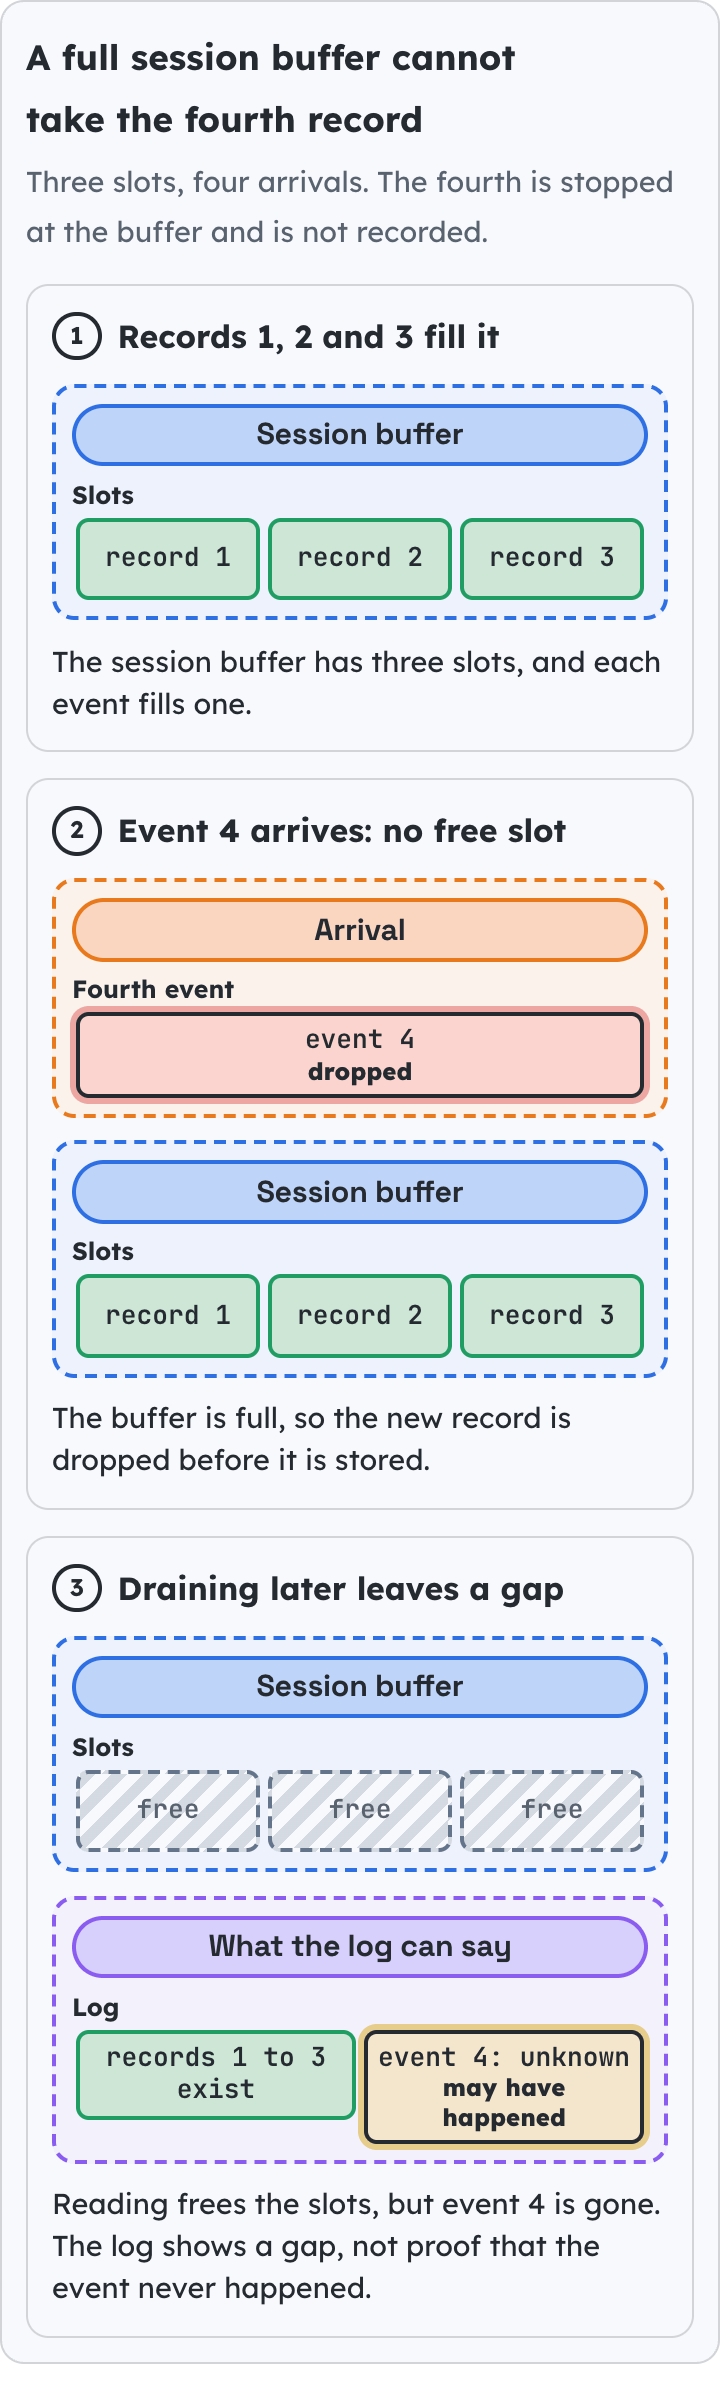 A full session buffer cannot
take the fourth record
Three slots, four arrivals. The fourth is stopped
at the buffer and is not recorded.
1 Records 1, 2 and 3 fill it
Session buffer
Slots
record 1 record 2 record 3
The session buffer has three slots, and each
event fills one.
2 Event 4 arrives: no free slot
Arrival
Fourth event
event 4
dropped
Session buffer
Slots
record 1 record 2 record 3
The buffer is full, so the new record is
dropped before it is stored.
3 Draining later leaves a gap
Session buffer
Slots
free free free
What the log can say
Log
records 1 to 3
exist
event 4: unknown
may have
happened
Reading frees the slots, but event 4 is gone.
The log shows a gap, not proof that the
event never happened.